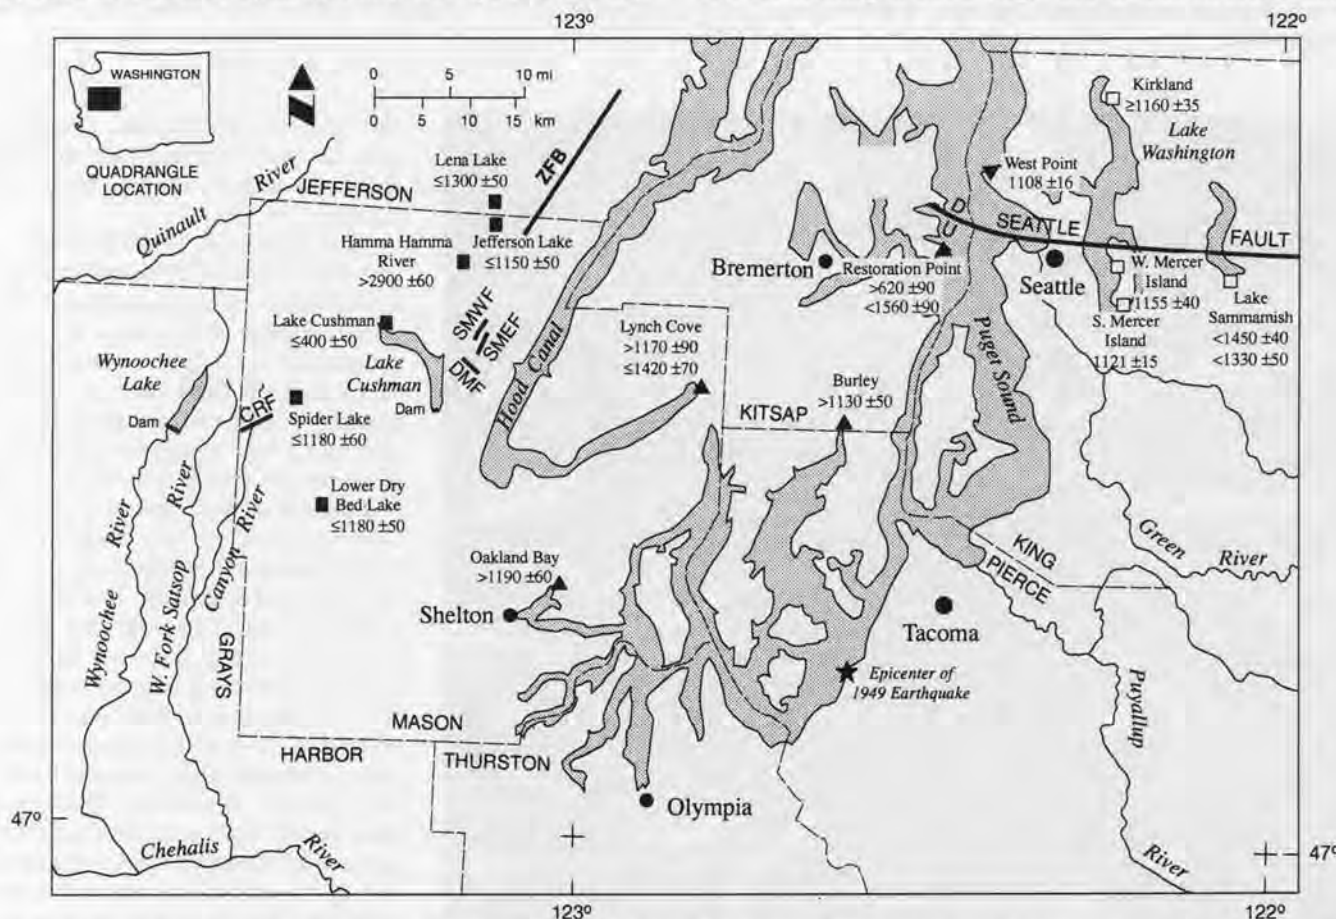 123º
122º
WASHINGTON
QUADRANGLE
LOCATION
0 5 10 mi
0 5 10 15 km
Quinault
River
JEFFERSON
Lena Lake
≤1300 ±50
ZFB
Hamma Hamma
River
>2900 ±60
Jefferson Lake
≤1150 ±50
Kirkland
≥1160 ±35
Lake
Washington
West Point
1108 ±16
D
U
SEATTLE
FAULT
Bremerton
Restoration Point
>620 ±90
<1560 ±90
Seattle
W. Mercer
Island
1155 ±40
S. Mercer
Island
1121 ±15
Lake
Sammamish
<1450 ±40
<1330 ±50
Lake Cushman
≤400 ±50
Lake
Cushman
Dam
SMWF
SMEF
DMF
Hood Canal
Lynch Cove
>1170 ±90
≤1420 ±70
Puget Sound
Wynoochee
Lake
Dam
CRF
Spider Lake
≤1180 ±60
Burley
>1130 ±50
KITSAP
Lower Dry
Bed Lake
≤1180 ±50
Wynoochee
River
W. Fork Satsop
River
Canyon
River
Oakland Bay
>1190 ±60
Shelton
KING
PIERCE
Green
River
Tacoma
GRAYS
HARBOR
MASON
THURSTON
Epicenter of
1949 Earthquake
Puyallup
River
Olympia
47º
Chehalis
River
47º
123º
122º